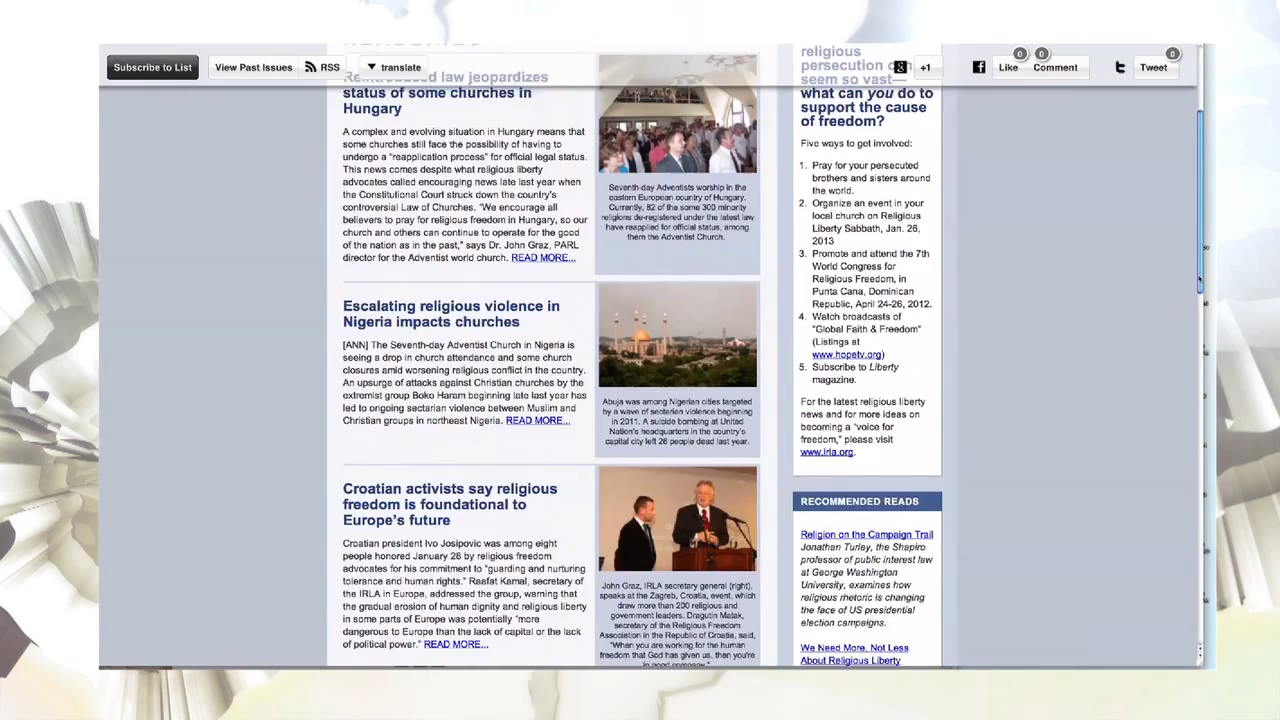 Subscribe to List
View Past Issues
RSS
translate
+1
0
Like
0
Comment
0
Tweet
Reintroduced law jeopardizes
status of some churches in
Hungary
A complex and evolving situation in Hungary means that
some churches still face the possibility of having to
undergo a "reapplication process" for official legal status.
This news comes despite what religious liberty
advocates called encouraging news late last year when
the Constitutional Court struck down the country's
controversial Law of Churches. "We encourage all
believers to pray for religious freedom in Hungary, so our
church and others can continue to operate for the good
of the nation as in the past," says Dr. John Graz, PARL
director for the Adventist world church. READ MORE...
Seventh-day Adventists worship in the
eastern European country of Hungary.
Currently, 82 of the some 300 minority
religions de-registered under the latest law
have reapplied for official status, among
them the Adventist Church.
Escalating religious violence in
Nigeria impacts churches
[ANN] The Seventh-day Adventist Church in Nigeria is
seeing a drop in church attendance and some church
closures amid worsening religious conflict in the country.
An upsurge of attacks against Christian churches by the
extremist group Boko Haram beginning late last year has
led to ongoing sectarian violence between Muslim and
Christian groups in northeast Nigeria. READ MORE...
Abuja was among Nigerian cities targeted
by a wave of sectarian violence beginning
in 2011. A suicide bombing at United
Nation's headquarters in the country's
capital city left 26 people dead last year.
Croatian activists say religious
freedom is foundational to
Europe's future
Croatian president Ivo Josipovic was among eight
people honored January 28 by religious freedom
advocates for his commitment to "guarding and nurturing
tolerance and human rights." Raafat Kamal, secretary of
the IRLA in Europe, addressed the group, warning that
the gradual erosion of human dignity and religious liberty
in some parts of Europe was potentially "more
dangerous to Europe than the lack of capital or the lack
of political power." READ MORE...
John Graz, IRLA secretary general (right),
speaks at the Zagreb, Croatia, event, which
drew more than 200 religious and
government leaders. Dragutin Matak,
secretary of the Religious Freedom
Association in the Republic of Croatia, said,
"When you are working for the human
freedom that God has given us, then you're
in good company."
religious
persecution can
seem so vast—
what can you do to
support the cause
of freedom?
Five ways to get involved:
1. Pray for your persecuted
brothers and sisters around
the world.
2. Organize an event in your
local church on Religious
Liberty Sabbath, Jan. 26,
2013
3. Promote and attend the 7th
World Congress for
Religious Freedom, in
Punta Cana, Dominican
Republic, April 24-26, 2012.
4. Watch broadcasts of
"Global Faith & Freedom"
(Listings at
www.hopetv.org)
5. Subscribe to Liberty
magazine.
For the latest religious liberty
news and for more ideas on
becoming a "voice for
freedom," please visit
www.irla.org.
RECOMMENDED READS
Religion on the Campaign Trail
Jonathan Turley, the Shapiro
professor of public interest law
at George Washington
University, examines how
religious rhetoric is changing
the face of US presidential
election campaigns.
We Need More, Not Less
About Religious Liberty